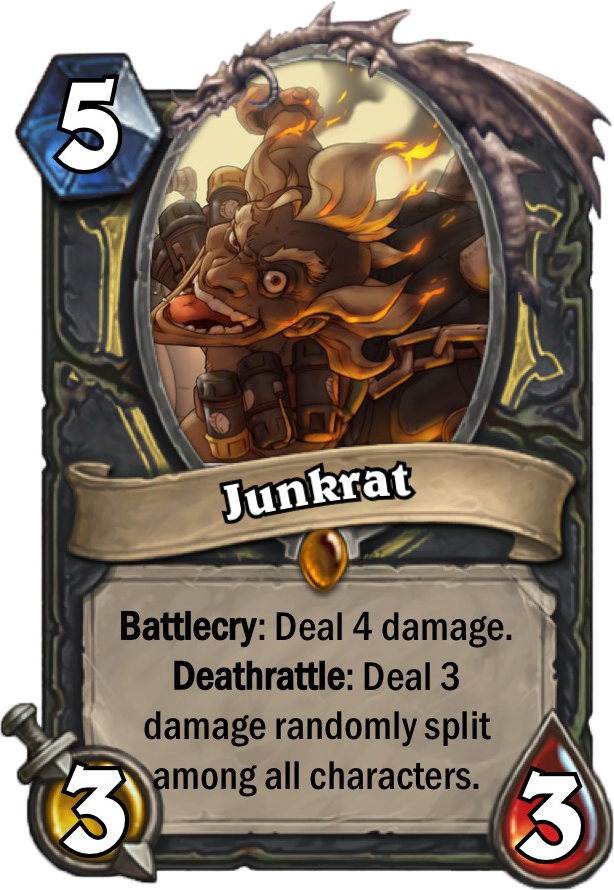 5
Junkrat
Battlecry: Deal 4 damage.
Deathrattle: Deal 3
damage randomly split
among all characters.
3
3